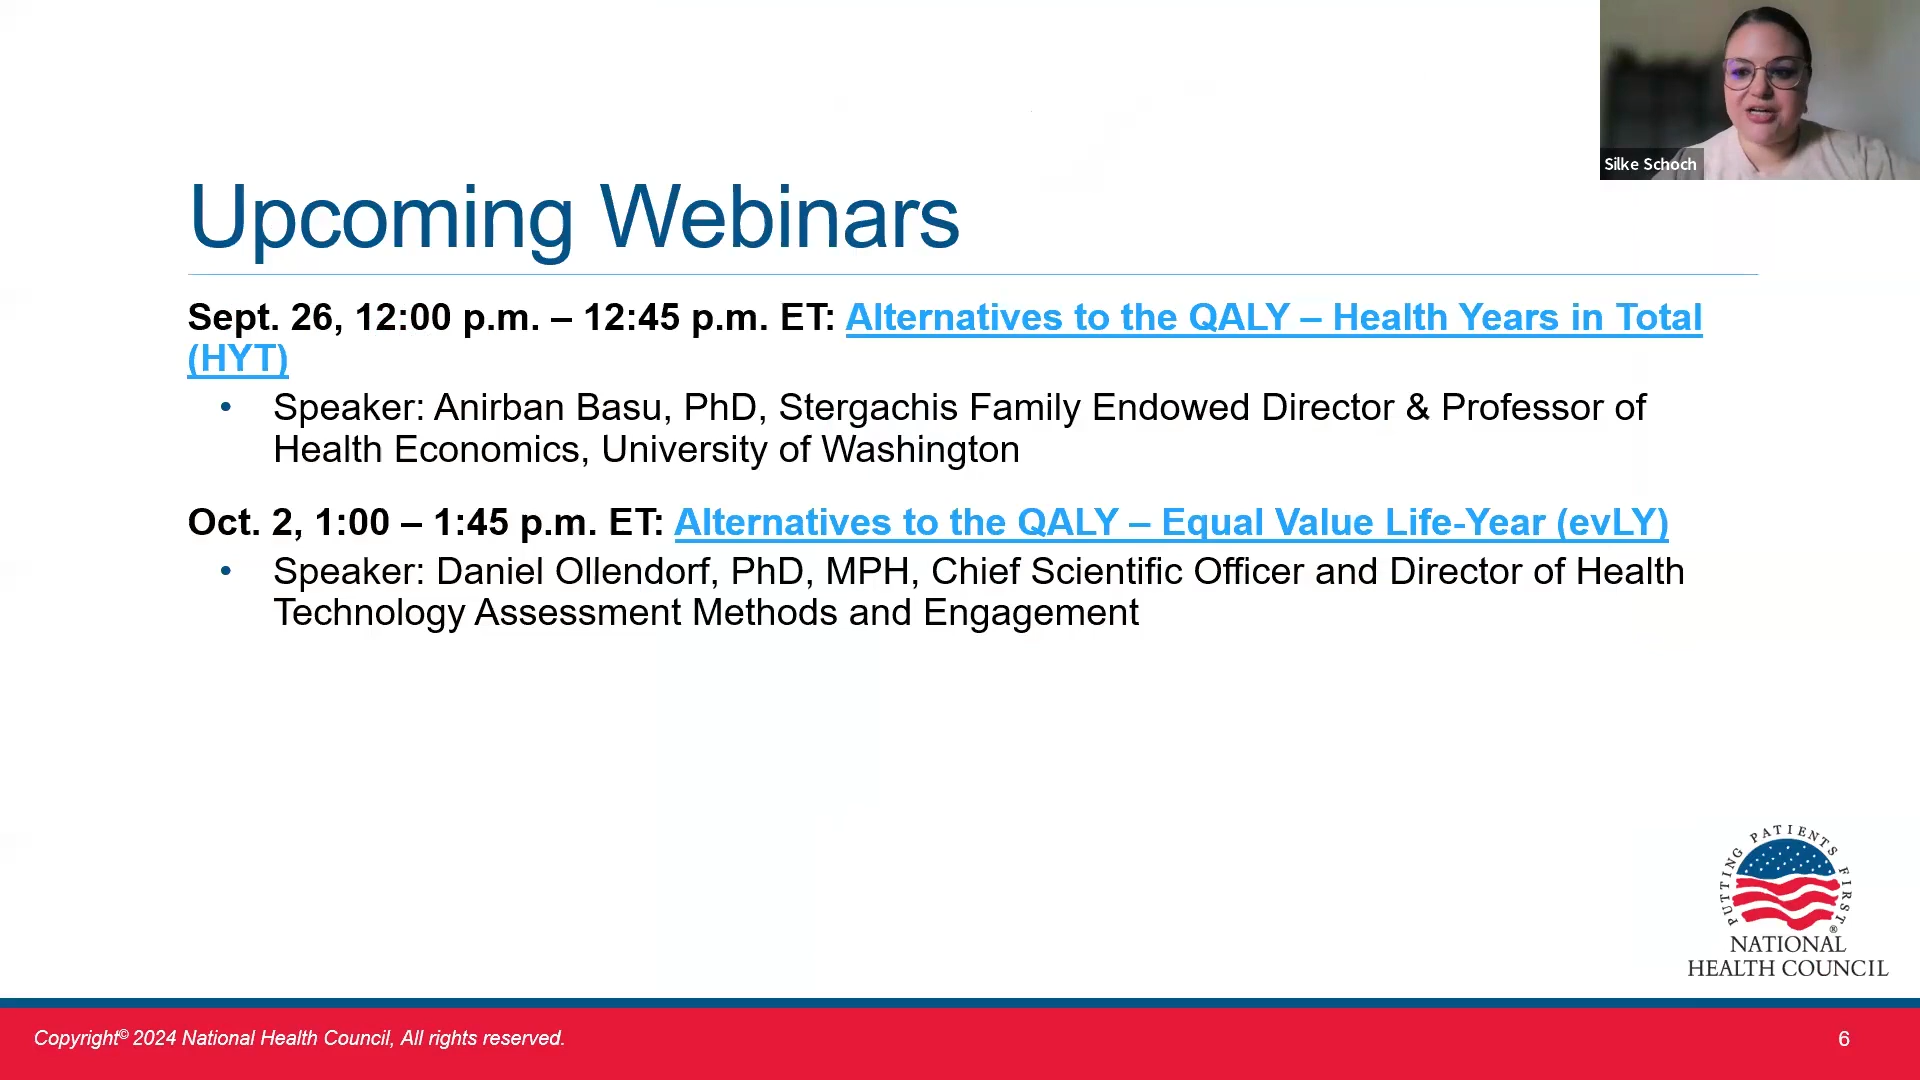 Silke Schoch
Upcoming Webinars
Sept. 26, 12:00 p.m. – 12:45 p.m. ET: Alternatives to the QALY – Health Years in Total
(HYT)
• Speaker: Anirban Basu, PhD, Stergachis Family Endowed Director & Professor of
Health Economics, University of Washington
Oct. 2, 1:00 – 1:45 p.m. ET: Alternatives to the QALY – Equal Value Life-Year (evLY)
• Speaker: Daniel Ollendorf, PhD, MPH, Chief Scientific Officer and Director of Health
Technology Assessment Methods and Engagement
PUTTING PATIENTS FIRST
®
NATIONAL
HEALTH COUNCIL
Copyright© 2024 National Health Council, All rights reserved.
6